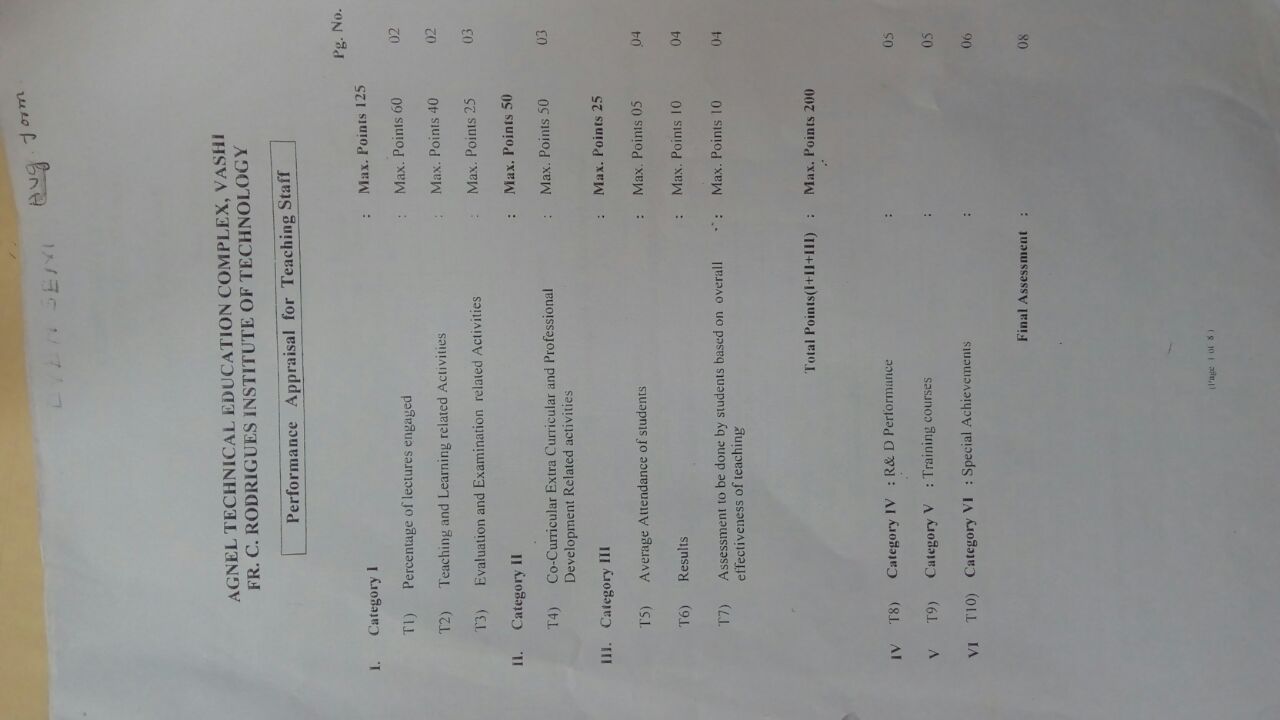 EVEN SEM
Aug. form
AGNEL TECHNICAL EDUCATION COMPLEX, VASHI
FR. C. RODRIGUES INSTITUTE OF TECHNOLOGY
Performance Appraisal for Teaching Staff
Pg. No.
I. Category I : Max. Points 125
T1) Percentage of lectures engaged : Max. Points 60 02
T2) Teaching and Learning related Activities : Max. Points 40 02
T3) Evaluation and Examination related Activities : Max. Points 25 03
II. Category II : Max. Points 50
T4) Co-Curricular Extra Curricular and Professional : Max. Points 50 03
Development Related activities
III. Category III : Max. Points 25
T5) Average Attendance of students : Max. Points 05 04
T6) Results : Max. Points 10 04
T7) Assessment to be done by students based on overall : Max. Points 10 04
effectiveness of teaching
Total Points(I+II+III) : Max. Points 200
IV T8) Category IV : R& D Performance : 05
V T9) Category V : Training courses : 05
VI T10) Category VI : Special Achievements : 06
Final Assessment : 08
(Page 1 of 8)